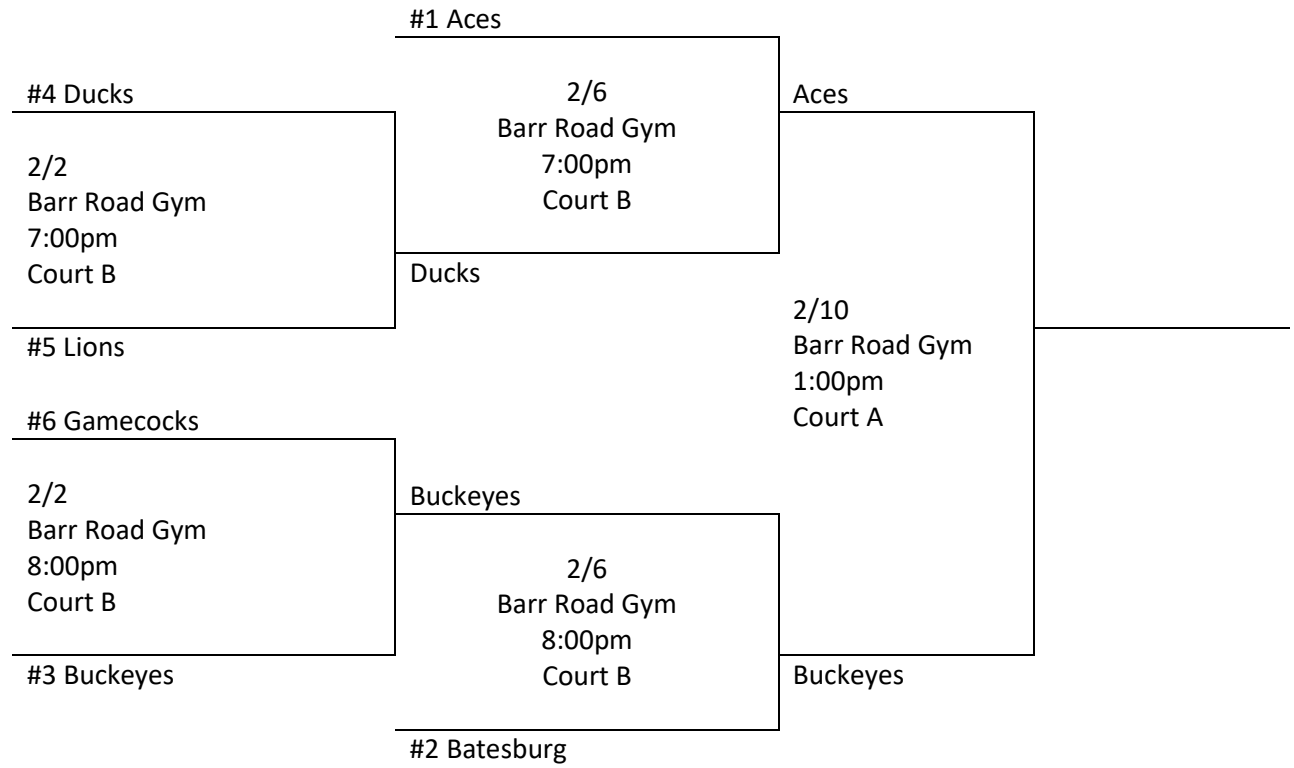 #1 Aces
#4 Ducks
2/6
Barr Road Gym
7:00pm
Court B
Aces
2/2
Barr Road Gym
7:00pm
Court B
Ducks
#5 Lions
2/10
Barr Road Gym
1:00pm
Court A
#6 Gamecocks
2/2
Barr Road Gym
8:00pm
Court B
Buckeyes
2/6
Barr Road Gym
8:00pm
Court B
#3 Buckeyes
Buckeyes
#2 Batesburg